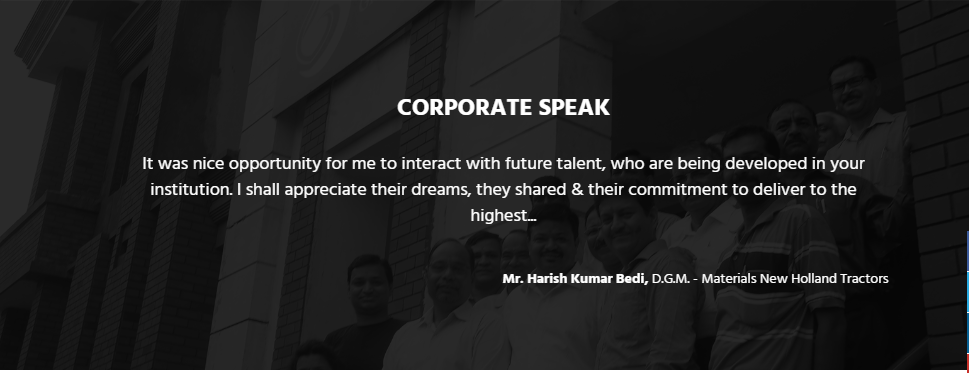 CORPORATE SPEAK
It was nice opportunity for me to interact with future talent, who are being developed in your
institution. I shall appreciate their dreams, they shared & their commitment to deliver to the
highest...
Mr. Harish Kumar Bedi, D.G.M. - Materials New Holland Tractors